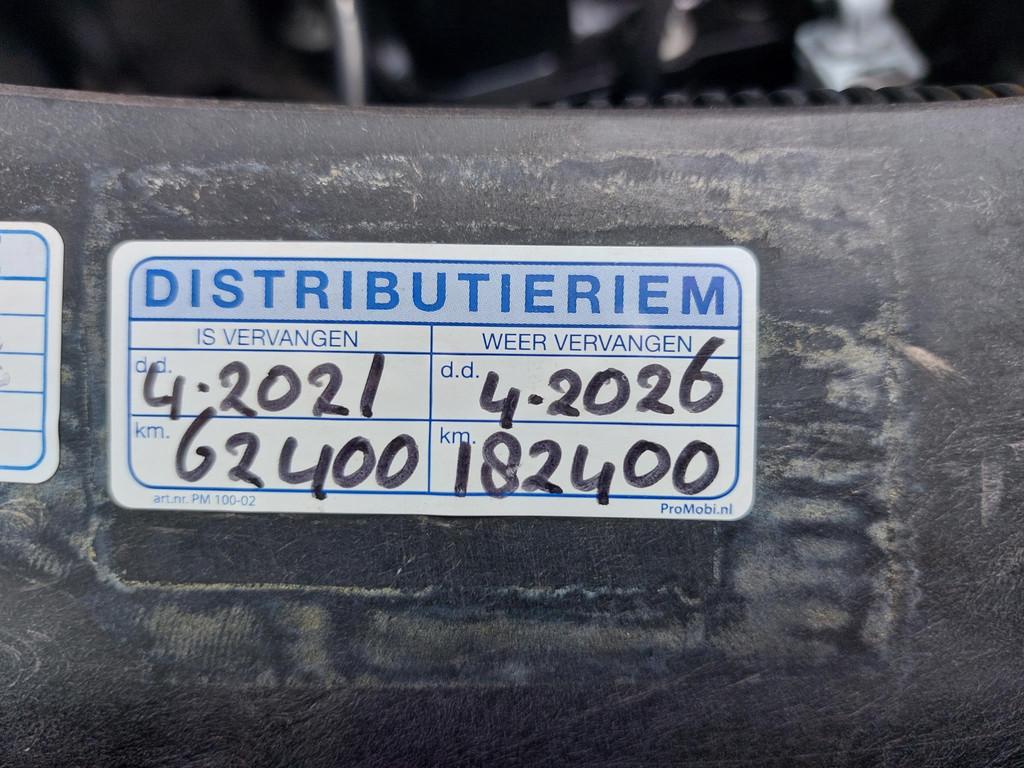 DISTRIBUTIERIEM
IS VERVANGEN
WEER VERVANGEN
d.d. 4.2021
d.d. 4.2026
km. 62400
km. 182400
art.nr. PM 100-02
ProMobi.nl